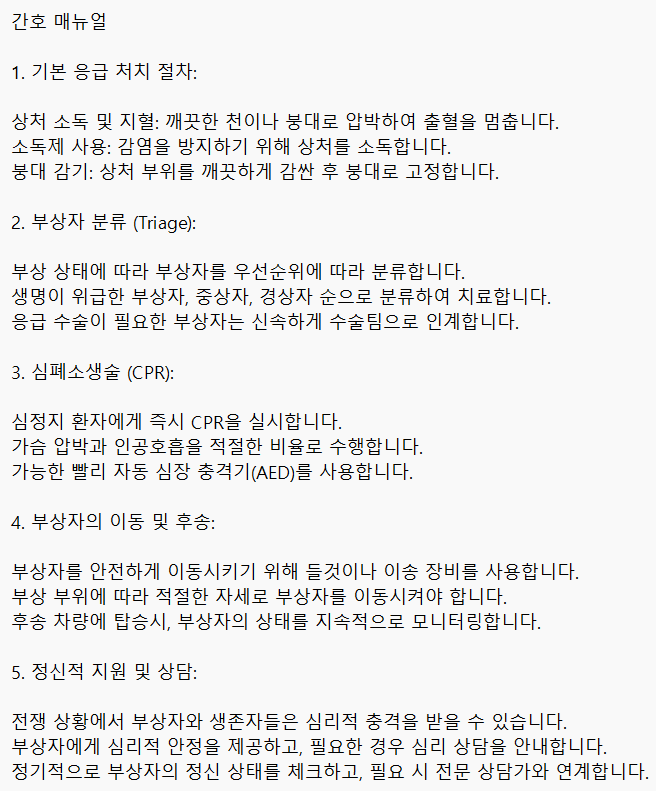 간호 매뉴얼
1. 기본 응급 처치 절차:
상처 소독 및 지혈: 깨끗한 천이나 붕대로 압박하여 출혈을 멈춥니다.
소독제 사용: 감염을 방지하기 위해 상처를 소독합니다.
붕대 감기: 상처 부위를 깨끗하게 감싼 후 붕대로 고정합니다.
2. 부상자 분류 (Triage):
부상 상태에 따라 부상자를 우선순위에 따라 분류합니다.
생명이 위급한 부상자, 중상자, 경상자 순으로 분류하여 치료합니다.
응급 수술이 필요한 부상자는 신속하게 수술팀으로 인계합니다.
3. 심폐소생술 (CPR):
심정지 환자에게 즉시 CPR을 실시합니다.
가슴 압박과 인공호흡을 적절한 비율로 수행합니다.
가능한 빨리 자동 심장 충격기(AED)를 사용합니다.
4. 부상자의 이동 및 후송:
부상자를 안전하게 이동시키기 위해 들것이나 이송 장비를 사용합니다.
부상 부위에 따라 적절한 자세로 부상자를 이동시켜야 합니다.
후송 차량에 탑승시, 부상자의 상태를 지속적으로 모니터링합니다.
5. 정신적 지원 및 상담:
전쟁 상황에서 부상자와 생존자들은 심리적 충격을 받을 수 있습니다.
부상자에게 심리적 안정을 제공하고, 필요한 경우 심리 상담을 안내합니다.
정기적으로 부상자의 정신 상태를 체크하고, 필요 시 전문 상담가와 연계합니다.